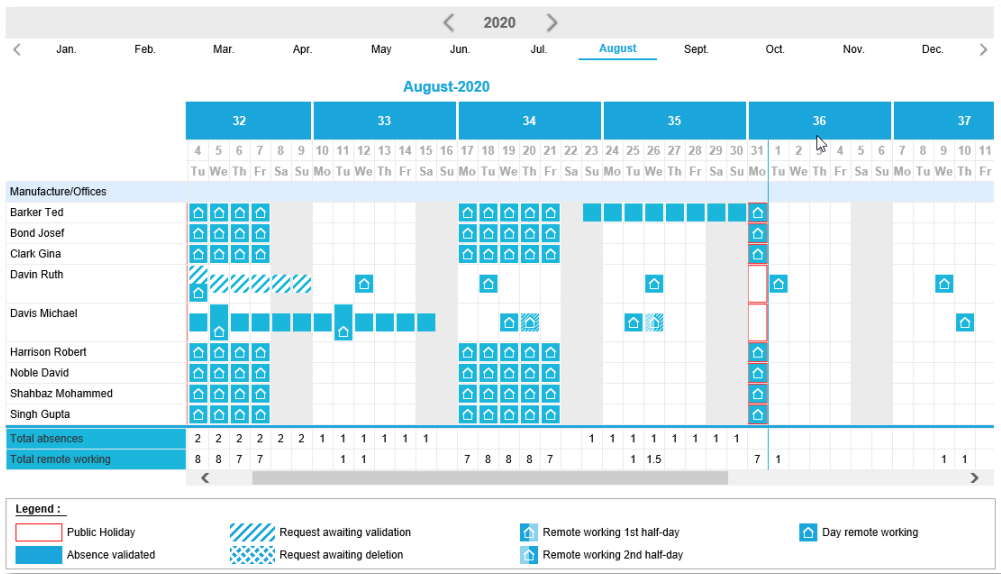 2020
Jan. Feb. Mar. Apr. May Jun. Jul. August Sept. Oct. Nov. Dec.
August-2020
32 33 34 35 36 37
4 5 6 7 8 9 10 11 12 13 14 15 16 17 18 19 20 21 22 23 24 25 26 27 28 29 30 31 1 2 3 4 5 6 7 8 9 10 11
Tu We Th Fr Sa Su Mo Tu We Th Fr Sa Su Mo Tu We Th Fr Sa Su Mo Tu We Th Fr Sa Su Mo Tu We Th Fr Sa Su Mo Tu We Th Fr
Manufacture/Offices
Barker Ted
Bond Josef
Clark Gina
Davin Ruth
Davis Michael
Harrison Robert
Noble David
Shahbaz Mohammed
Singh Gupta
Total absences 2 2 2 2 2 2 1 1 1 1 1 1 1 1 1 1 1 1 1 1
Total remote working 8 8 7 7 1 1 7 8 8 8 7 1 1.5 7 1 1 1
Legend :
Public Holiday Request awaiting validation Remote working 1st half-day Day remote working
Absence validated Request awaiting deletion Remote working 2nd half-day